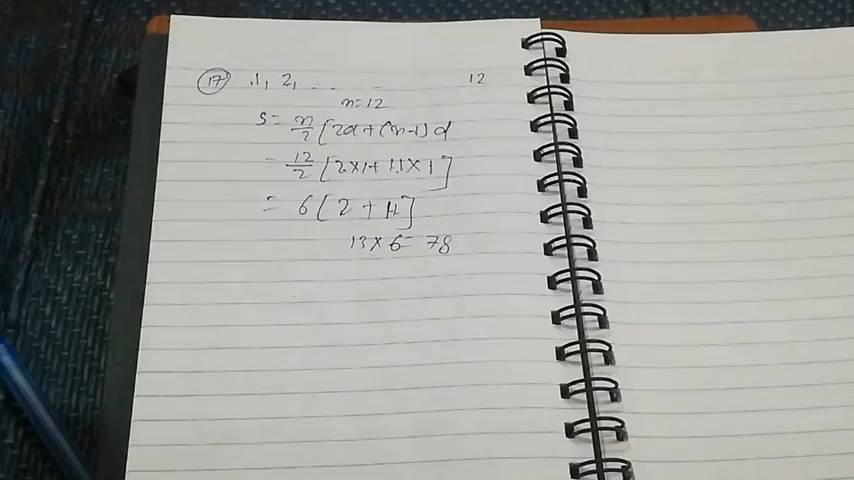 17 1, 2, . . . - 12
n=12
S = n/2 [2a+(n-1)d
= 12/2 [2×1+11×1]
= 6[2+11]
13×6= 78